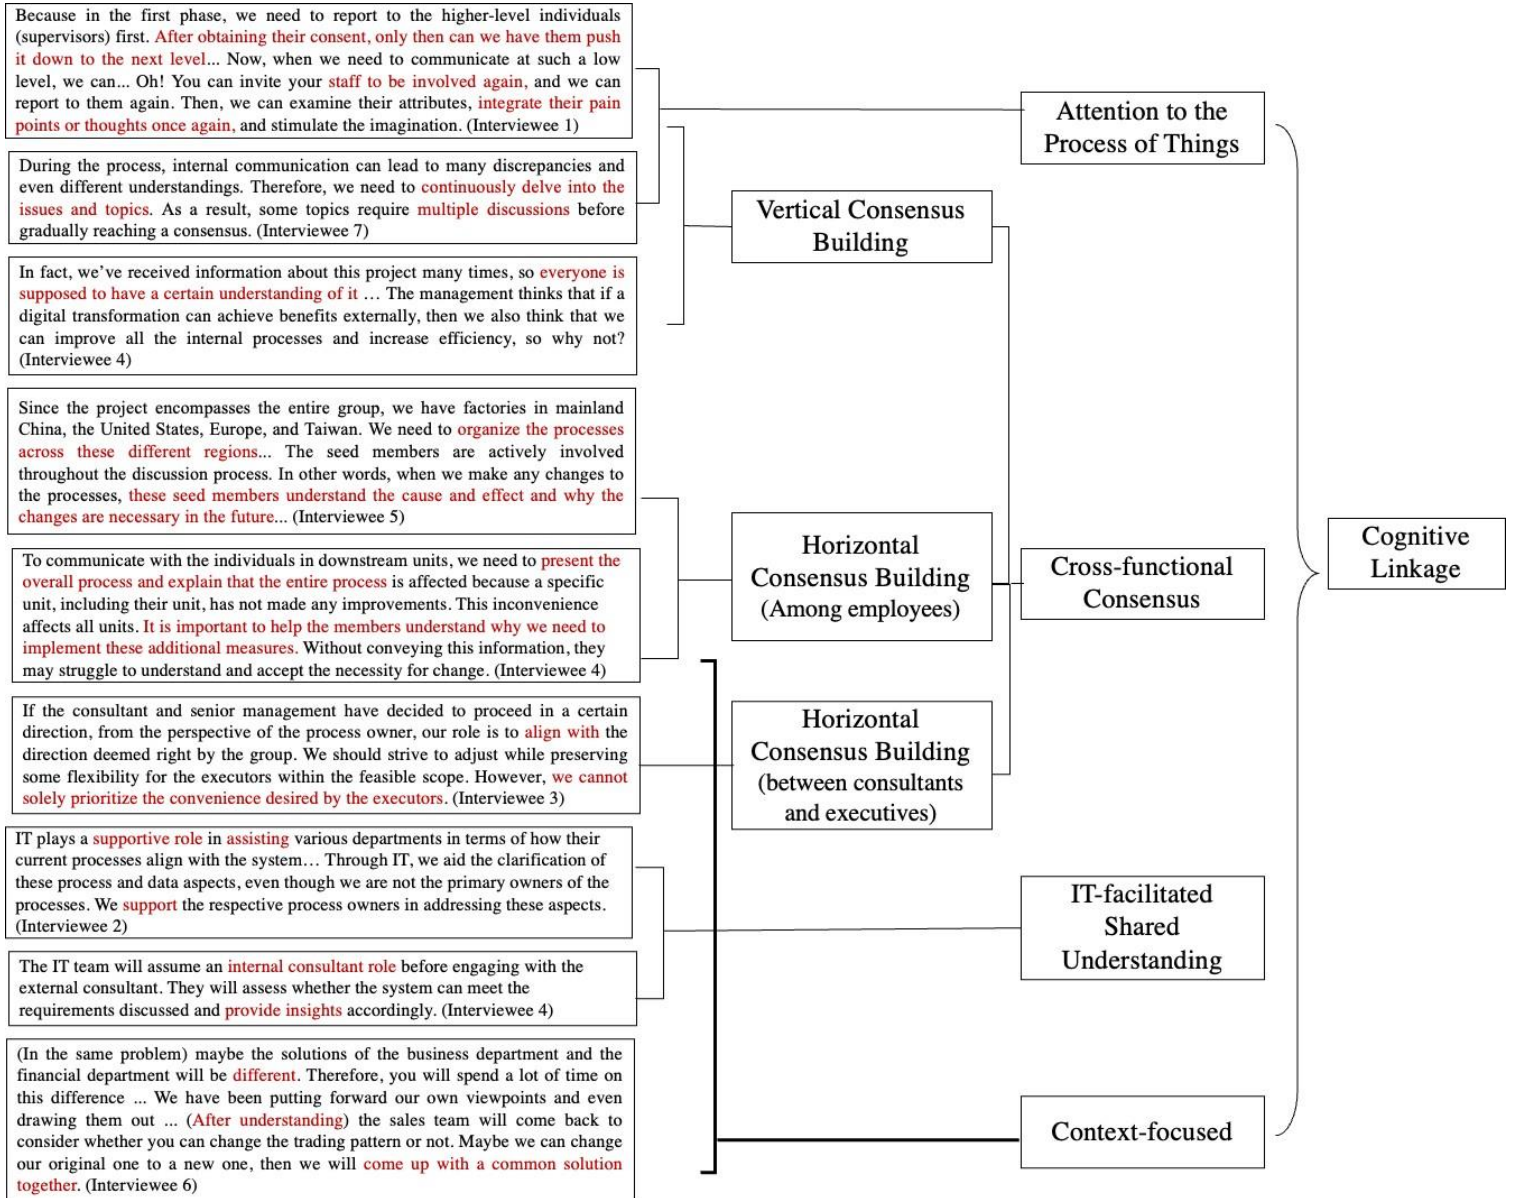 Because in the first phase, we need to report to the higher-level individuals
(supervisors) first. After obtaining their consent, only then can we have them push
it down to the next level... Now, when we need to communicate at such a low
level, we can... Oh! You can invite your staff to be involved again, and we can
report to them again. Then, we can examine their attributes, integrate their pain
points or thoughts once again, and stimulate the imagination. (Interviewee 1)
During the process, internal communication can lead to many discrepancies and
even different understandings. Therefore, we need to continuously delve into the
issues and topics. As a result, some topics require multiple discussions before
gradually reaching a consensus. (Interviewee 7)
In fact, we've received information about this project many times, so everyone is
supposed to have a certain understanding of it … The management thinks that if a
digital transformation can achieve benefits externally, then we also think that we
can improve all the internal processes and increase efficiency, so why not?
(Interviewee 4)
Since the project encompasses the entire group, we have factories in mainland
China, the United States, Europe, and Taiwan. We need to organize the processes
across these different regions... The seed members are actively involved
throughout the discussion process. In other words, when we make any changes to
the processes, these seed members understand the cause and effect and why the
changes are necessary in the future... (Interviewee 5)
To communicate with the individuals in downstream units, we need to present the
overall process and explain that the entire process is affected because a specific
unit, including their unit, has not made any improvements. This inconvenience
affects all units. It is important to help the members understand why we need to
implement these additional measures. Without conveying this information, they
may struggle to understand and accept the necessity for change. (Interviewee 4)
If the consultant and senior management have decided to proceed in a certain
direction, from the perspective of the process owner, our role is to align with the
direction deemed right by the group. We should strive to adjust while preserving
some flexibility for the executors within the feasible scope. However, we cannot
solely prioritize the convenience desired by the executors. (Interviewee 3)
IT plays a supportive role in assisting various departments in terms of how their
current processes align with the system… Through IT, we aid the clarification of
these process and data aspects, even though we are not the primary owners of the
processes. We support the respective process owners in addressing these aspects.
(Interviewee 2)
The IT team will assume an internal consultant role before engaging with the
external consultant. They will assess whether the system can meet the
requirements discussed and provide insights accordingly. (Interviewee 4)
(In the same problem) maybe the solutions of the business department and the
financial department will be different. Therefore, you will spend a lot of time on
this difference ... We have been putting forward our own viewpoints and even
drawing them out ... (After understanding) the sales team will come back to
consider whether you can change the trading pattern or not. Maybe we can change
our original one to a new one, then we will come up with a common solution
together. (Interviewee 6)
Vertical Consensus
Building
Horizontal
Consensus Building
(Among employees)
Horizontal
Consensus Building
(between consultants
and executives)
Attention to the
Process of Things
Cross-functional
Consensus
IT-facilitated
Shared
Understanding
Context-focused
Cognitive
Linkage